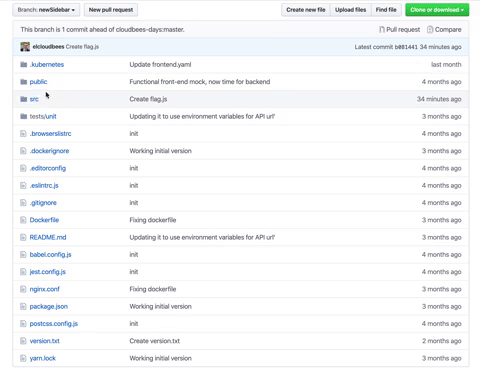 Branch: newSidebar New pull request Create new file Upload files Find file Clone or download
This branch is 1 commit ahead of cloudbees-days:master. Pull request Compare
elcloudbees Create flag.js Latest commit b081441 34 minutes ago
.kubernetes Update frontend.yaml last month
public Functional front-end mock, now time for backend 4 months ago
src Create flag.js 34 minutes ago
tests/unit Updating it to use environment variables for API url' 3 months ago
.browserslistrc init 4 months ago
.dockerignore Working initial version 3 months ago
.editorconfig init 4 months ago
.eslintrc.js init 4 months ago
.gitignore init 4 months ago
Dockerfile Fixing dockerfile 3 months ago
README.md Updating it to use environment variables for API url' 3 months ago
babel.config.js init 4 months ago
jest.config.js init 4 months ago
nginx.conf Fixing dockerfile 3 months ago
package.json Working initial version 3 months ago
postcss.config.js init 4 months ago
version.txt Create version.txt 2 months ago
yarn.lock Working initial version 3 months ago